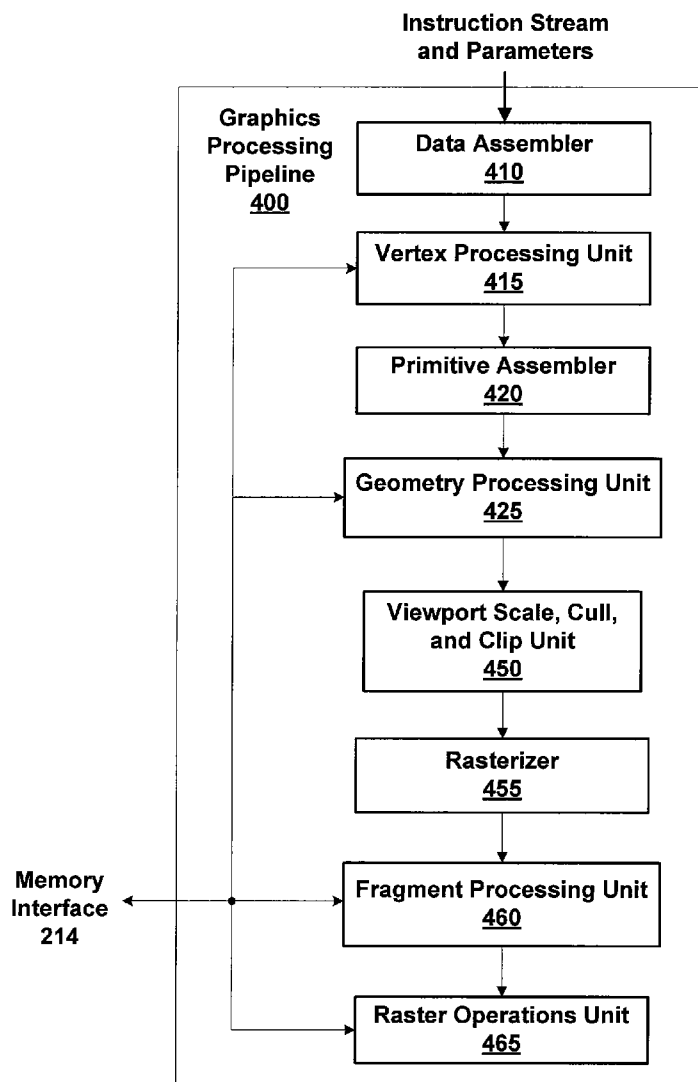 Instruction Stream
and Parameters
Graphics
Processing
Pipeline
400
Data Assembler
410
Vertex Processing Unit
415
Primitive Assembler
420
Geometry Processing Unit
425
Viewport Scale, Cull,
and Clip Unit
450
Rasterizer
455
Memory
Interface
214
Fragment Processing Unit
460
Raster Operations Unit
465